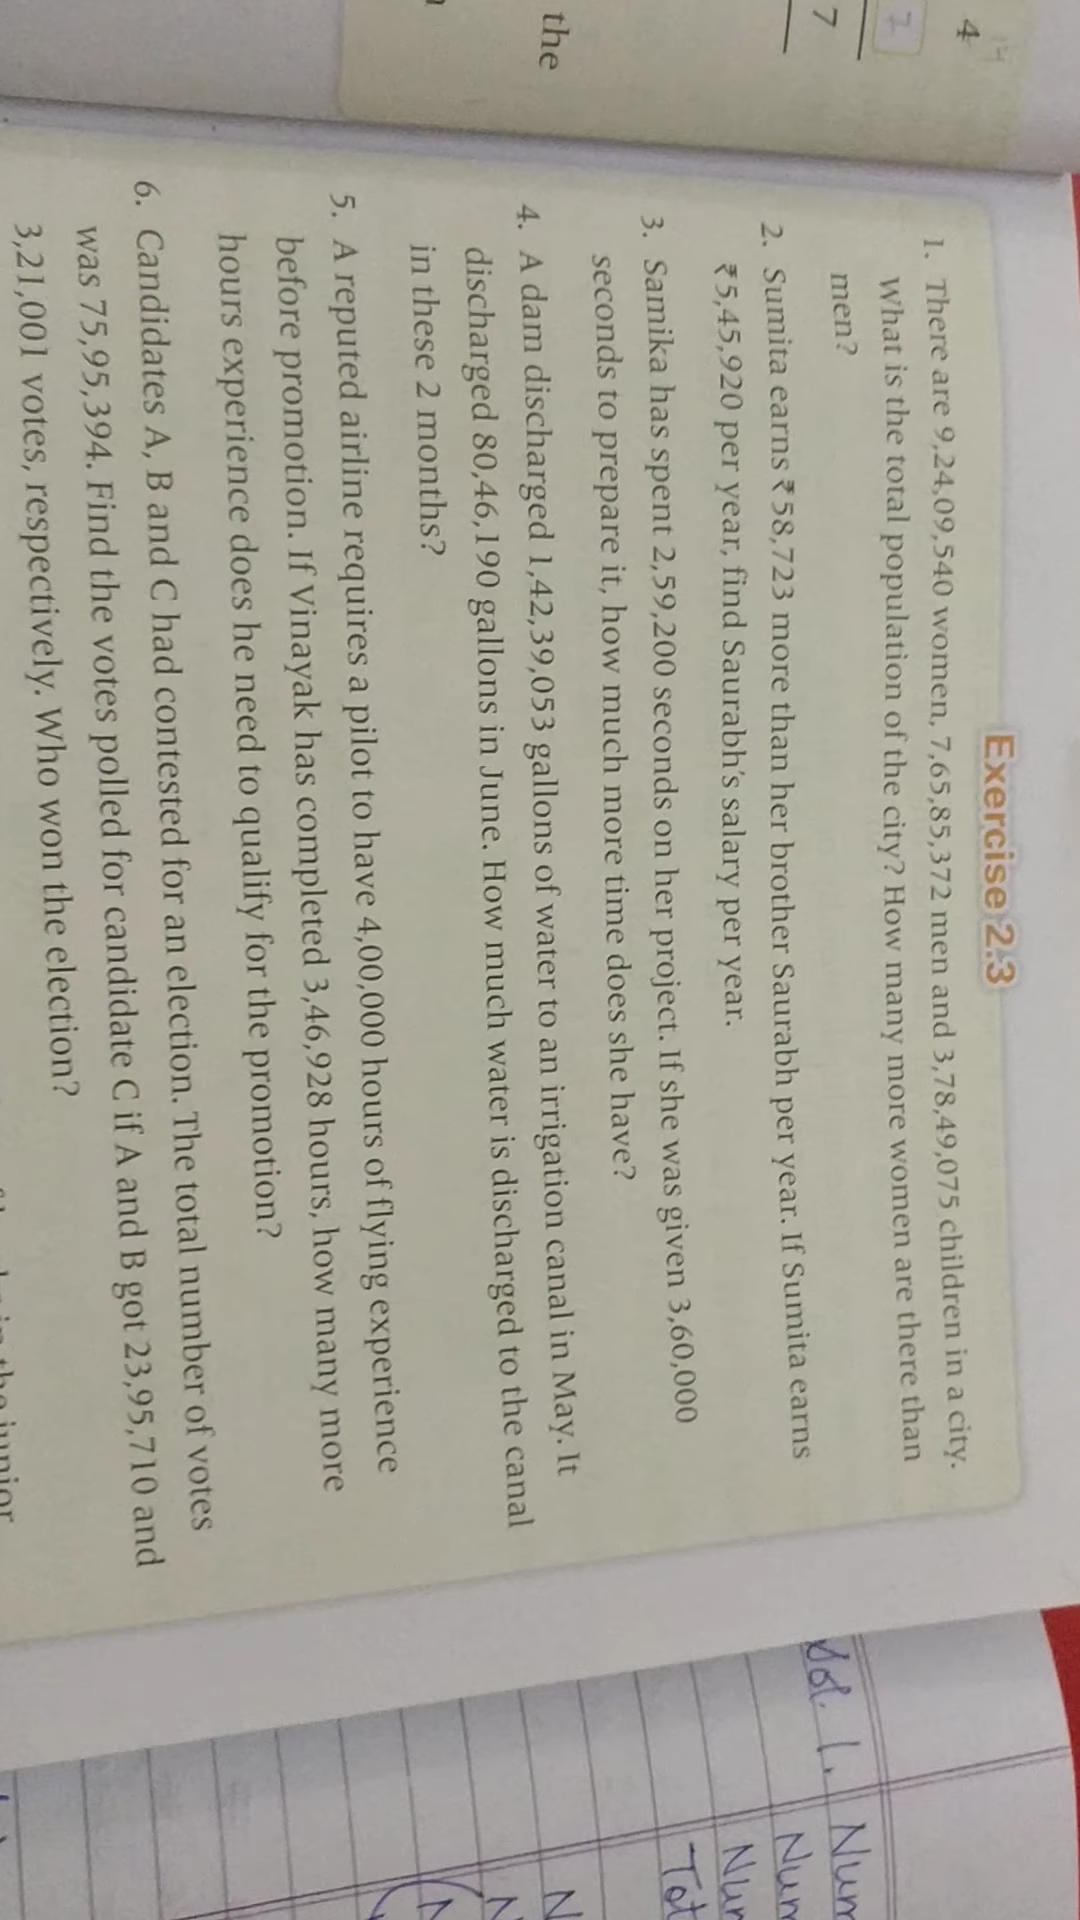 4
7
7
the
Exercise 2.3
1. There are 9,24,09,540 women, 7,65,85,372 men and 3,78,49,075 children in a city.
What is the total population of the city? How many more women are there than
men?
2. Sumita earns ₹58,723 more than her brother Saurabh per year. If Sumita earns
₹5,45,920 per year, find Saurabh's salary per year.
3. Samika has spent 2,59,200 seconds on her project. If she was given 3,60,000
seconds to prepare it, how much more time does she have?
4. A dam discharged 1,42,39,053 gallons of water to an irrigation canal in May. It
discharged 80,46,190 gallons in June. How much water is discharged to the canal
in these 2 months?
5. A reputed airline requires a pilot to have 4,00,000 hours of flying experience
before promotion. If Vinayak has completed 3,46,928 hours, how many more
hours experience does he need to qualify for the promotion?
6. Candidates A, B and C had contested for an election. The total number of votes
was 75,95,394. Find the votes polled for candidate C if A and B got 23,95,710 and
3,21,001 votes, respectively. Who won the election?
junior
1. Num
Num
Num
Tot
N
N